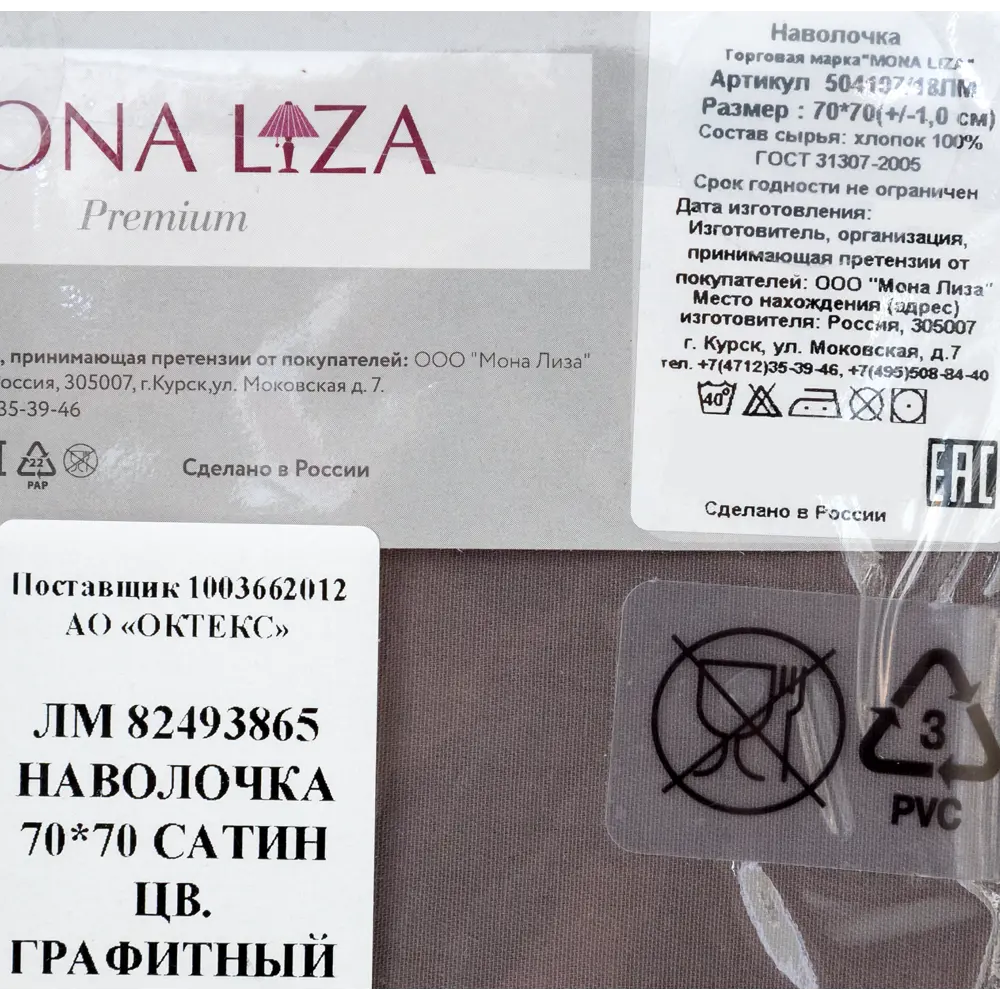 ONA LIZA
Premium
, принимающая претензии от покупателей: ООО "Мона Лиза"
оссия, 305007, г.Курск,ул. Моковская д. 7.
35-39-46
22
PAP
Сделано в России
Наволочка
Торговая марка"MONA LIZA"
Артикул 504197/18ЛМ
Размер : 70*70(+/-1,0 см)
Состав сырья: хлопок 100%
ГОСТ 31307-2005
Срок годности не ограничен
Дата изготовления:
Изготовитель, организация,
принимающая претензии от
покупателей: ООО "Мона Лиза"
Место нахождения (адрес)
изготовителя: Россия, 305007
г. Курск, ул. Моковская, д.7
тел. +7(4712)35-39-46, +7(495)508-84-40
40°
EAC
Сделано в России
Поставщик 1003662012
АО «ОКТЕКС»
ЛМ 82493865
НАВОЛОЧКА
70*70 САТИН
ЦВ.
ГРАФИТНЫЙ
3
PVC